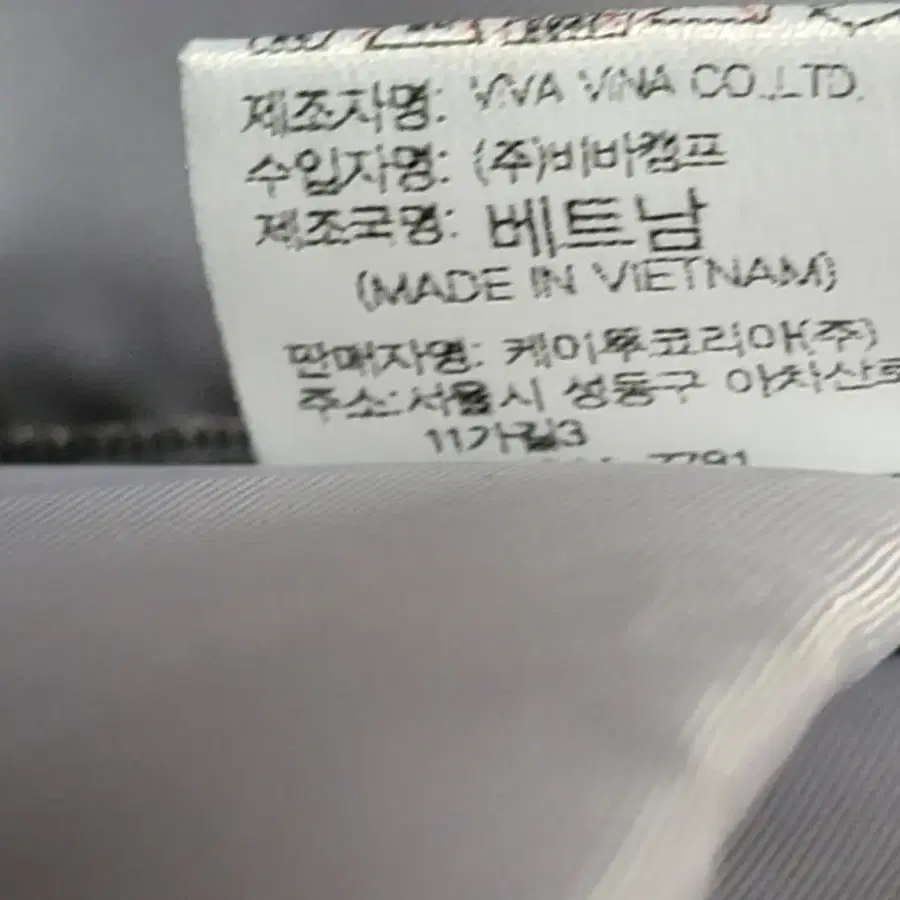 제조자명: VIVA VINA CO.,LTD.
수입자명: (주)비바캠프
제조국명: 베트남
(MADE IN VIETNAM)
판매자명: 케이투코리아(주)
주소:서울시 성동구 아차산로
11가길3
7791